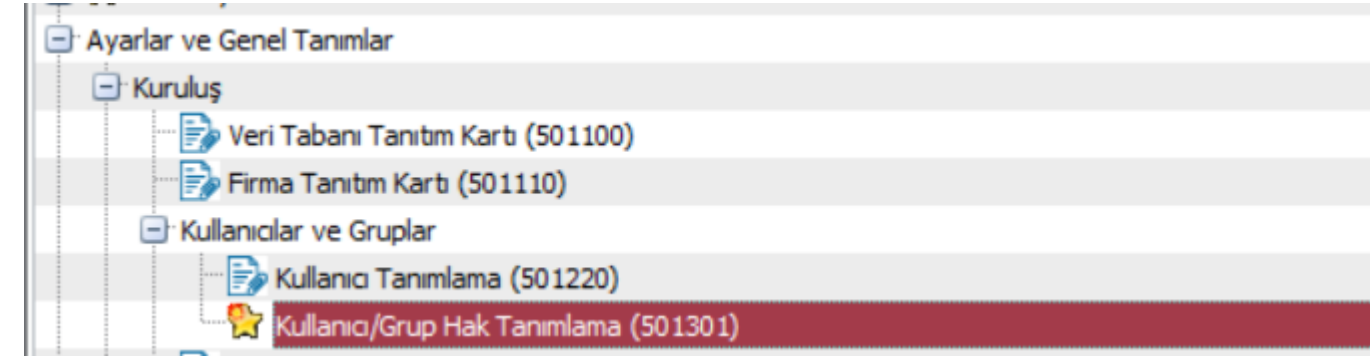 Ayarlar ve Genel Tanımlar
Kuruluş
Veri Tabanı Tanıtım Kartı (501100)
Firma Tanıtım Kartı (501110)
Kullanıcılar ve Gruplar
Kullanıcı Tanımlama (501220)
Kullanıcı/Grup Hak Tanımlama (501301)